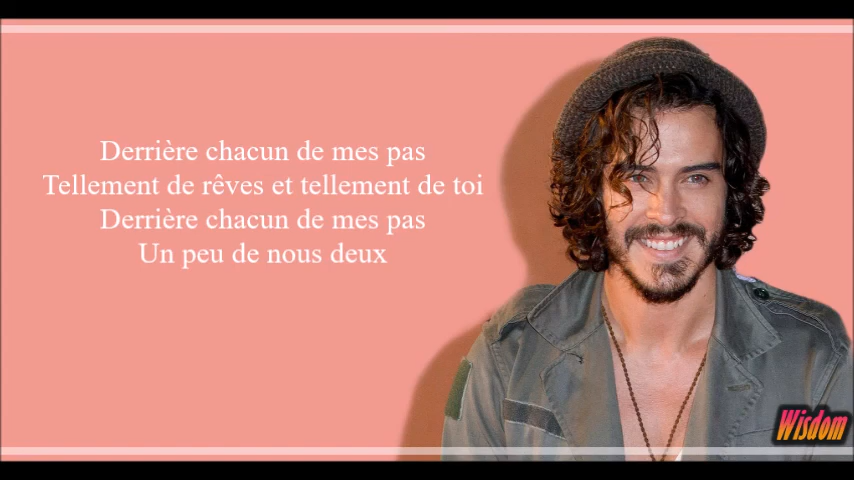 Derrière chacun de mes pas
Tellement de rêves et tellement de toi
Derrière chacun de mes pas
Un peu de nous deux
Wisdom